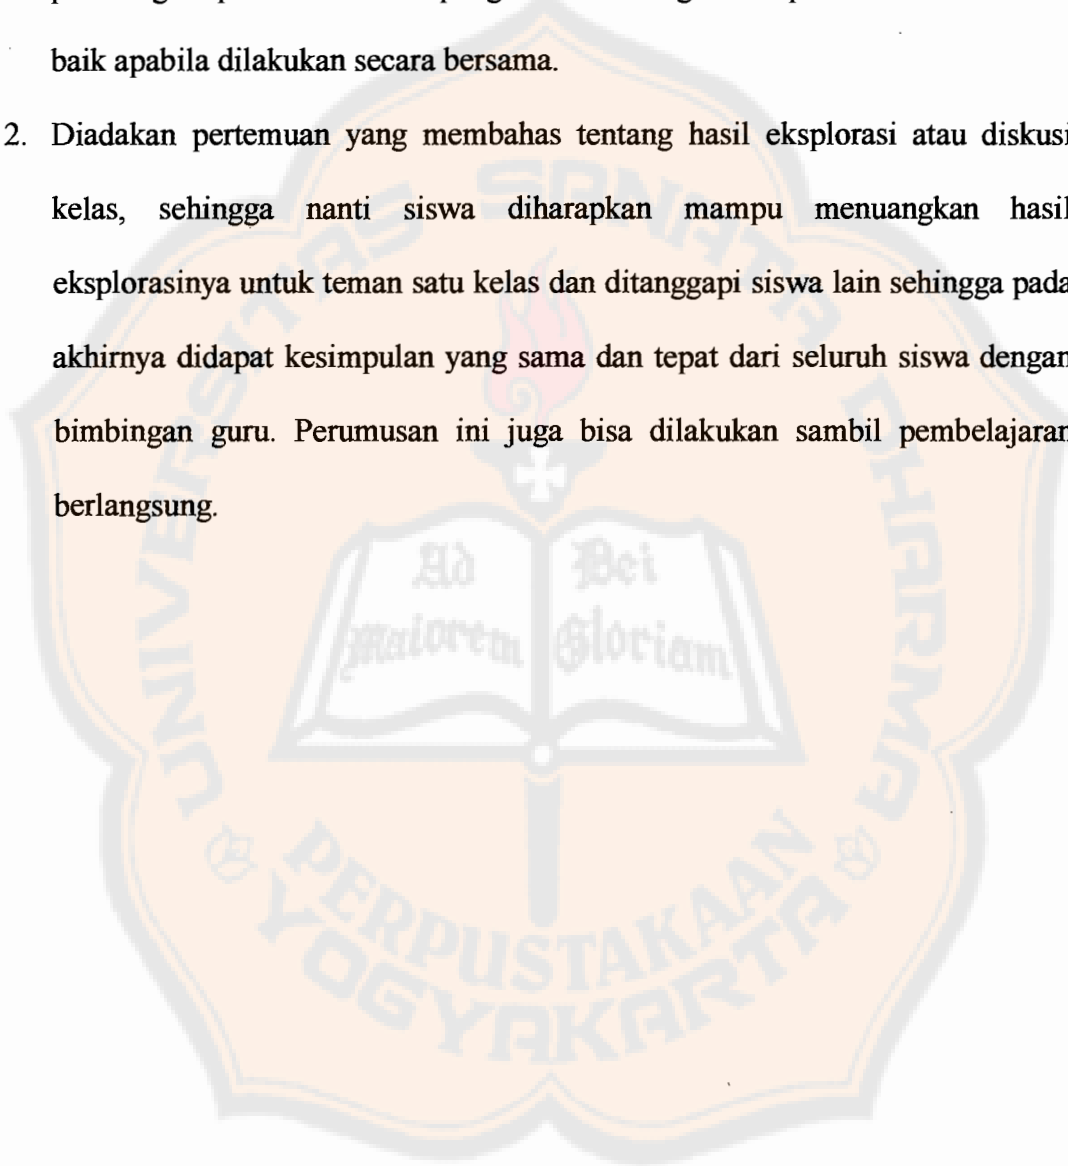 baik apabila dilakukan secara bersama.
2. Diadakan pertemuan yang membahas tentang hasil eksplorasi atau diskusi
kelas, sehingga nanti siswa diharapkan mampu menuangkan hasil
eksplorasinya untuk teman satu kelas dan ditanggapi siswa lain sehingga pada
akhirnya didapat kesimpulan yang sama dan tepat dari seluruh siswa dengan
bimbingan guru. Perumusan ini juga bisa dilakukan sambil pembelajaran
berlangsung.
UNIVERSITAS SANATA DHARMA
Ad Dei
maiorem Gloriam
PERPUSTAKAAN
YOGYAKARTA